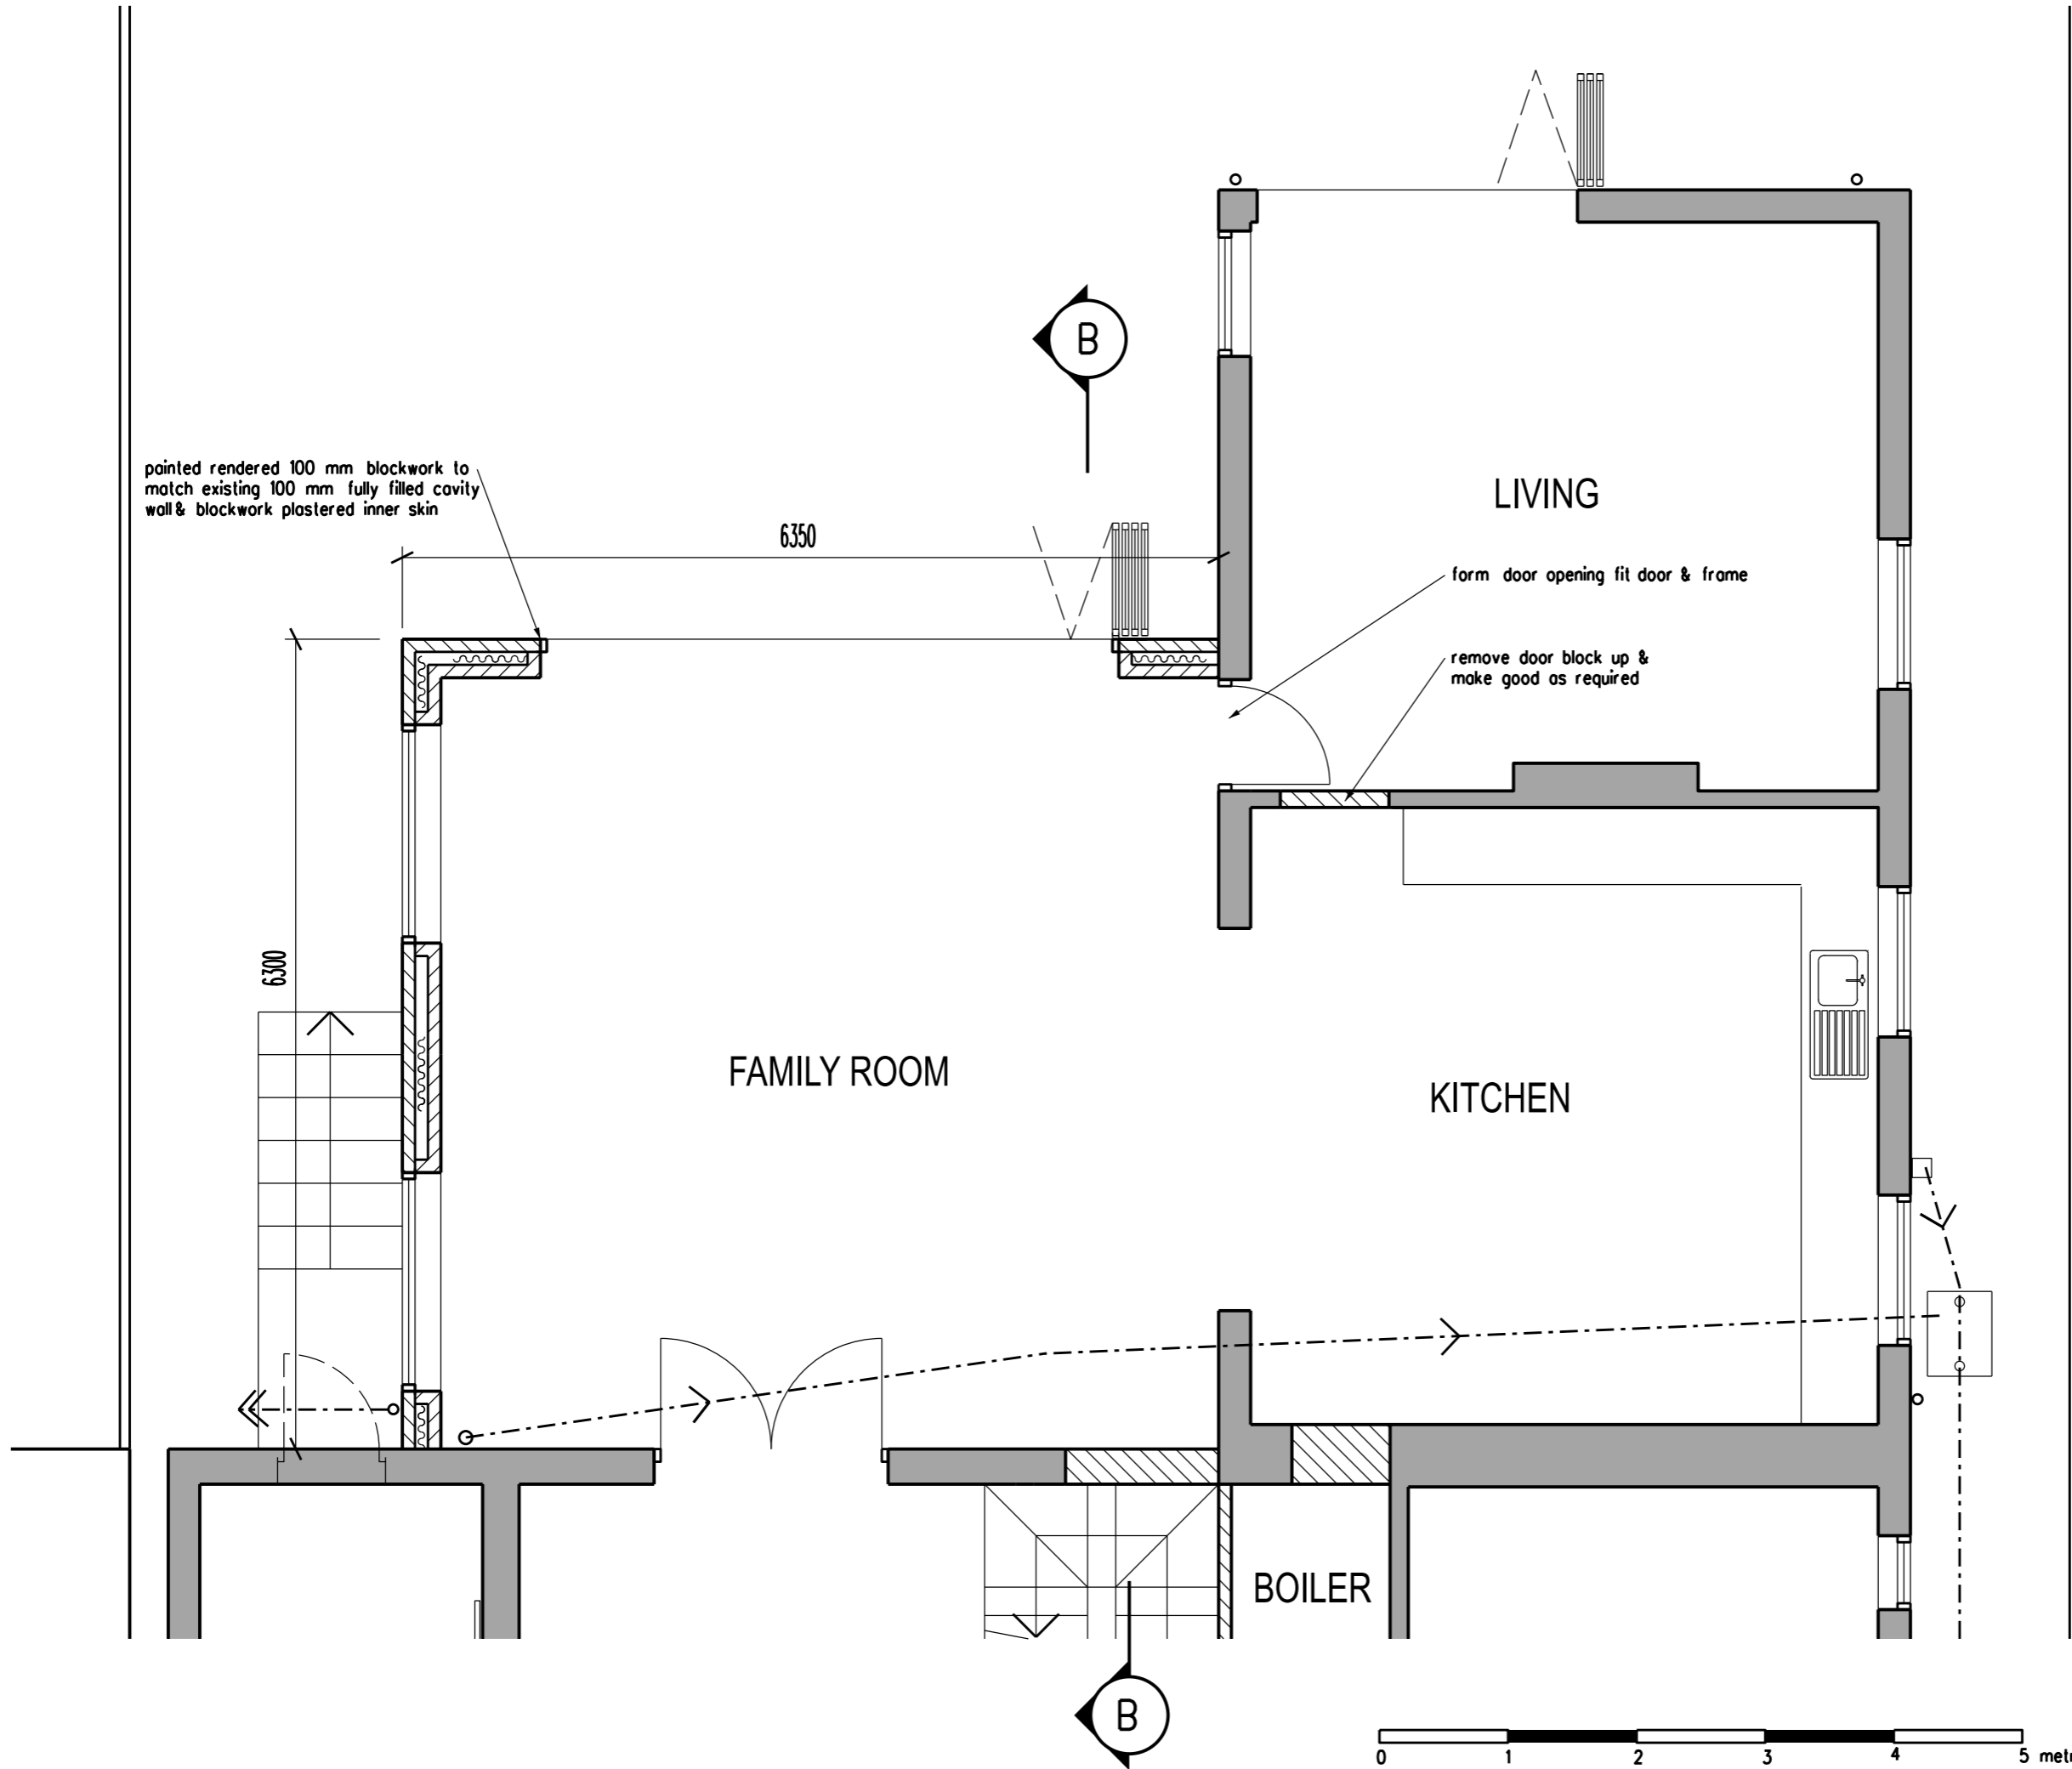 B
painted rendered 100 mm blockwork to
match existing 100 mm fully filled cavity
wall & blockwork plastered inner skin
LIVING
6350
form door opening fit door & frame
remove door block up &
make good as required
6300
FAMILY ROOM
KITCHEN
BOILER
B
0 1 2 3 4 5 met